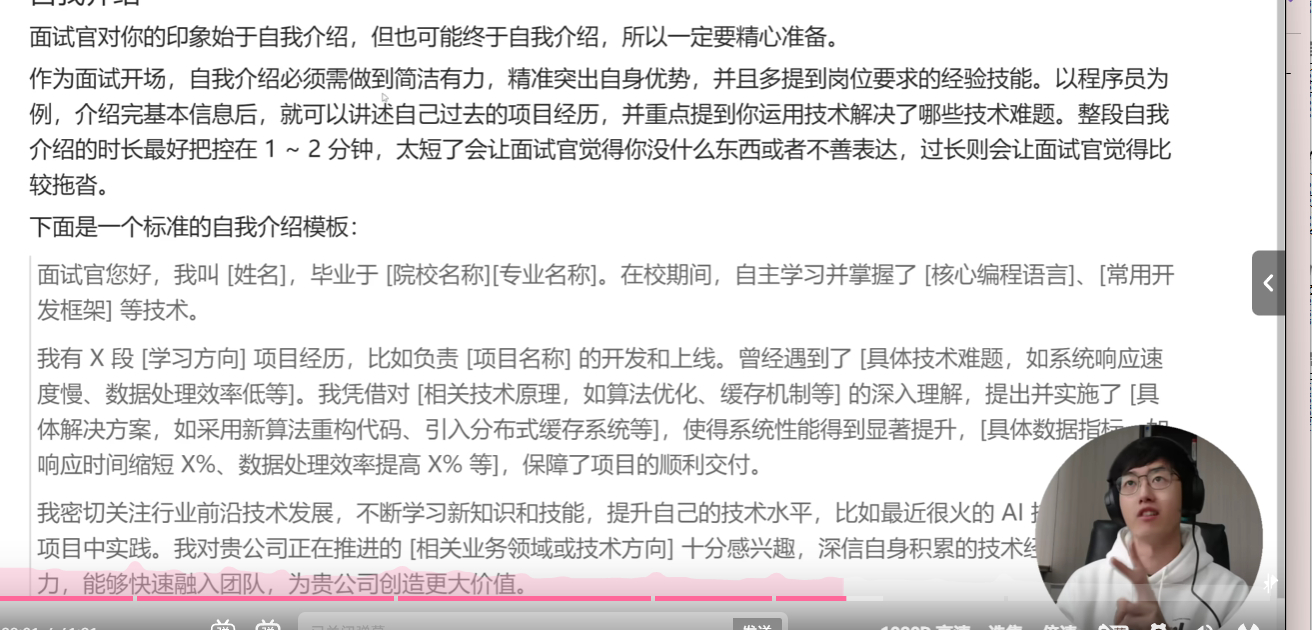 自我介绍
面试官对你的印象始于自我介绍，但也可能终于自我介绍，所以一定要精心准备。
作为面试开场，自我介绍必须需做到简洁有力，精准突出自身优势，并且多提到岗位要求的经验技能。以程序员为
例，介绍完基本信息后，就可以讲述自己过去的项目经历，并重点提到你运用技术解决了哪些技术难题。整段自我
介绍的时长最好把控在 1 ~ 2 分钟，太短了会让面试官觉得你没什么东西或者不善表达，过长则会让面试官觉得比
较拖沓。
下面是一个标准的自我介绍模板：
面试官您好，我叫 [姓名]，毕业于 [院校名称][专业名称]。在校期间，自主学习并掌握了 [核心编程语言]、[常用开
发框架] 等技术。
我有 X 段 [学习方向] 项目经历，比如负责 [项目名称] 的开发和上线。曾经遇到了 [具体技术难题，如系统响应速
度慢、数据处理效率低等]。我凭借对 [相关技术原理，如算法优化、缓存机制等] 的深入理解，提出并实施了 [具
体解决方案，如采用新算法重构代码、引入分布式缓存系统等]，使得系统性能得到显著提升，[具体数据指标，如
响应时间缩短 X%、数据处理效率提高 X% 等]，保障了项目的顺利交付。
我密切关注行业前沿技术发展，不断学习新知识和技能，提升自己的技术水平，比如最近很火的 AI
项目中实践。我对贵公司正在推进的 [相关业务领域或技术方向] 十分感兴趣，深信自身积累的技术经
力，能够快速融入团队，为贵公司创造更大价值。
已关闭弹幕 发送 1080P 高清 选集 倍速